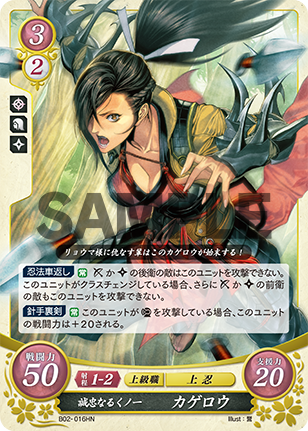 3
2
SAMPLE
リョウマ様に仇なす輩はこのカゲロウが始末する!
忍法車返し 常 か の後衛の敵はこのユニットを攻撃できない。
このユニットがクラスチェンジしている場合、さらに か の前
衛の敵もこのユニットを攻撃できない。
針手裏剣 常 このユニットが を攻撃している場合、このユニット
の戦闘力は+20される。
戦闘力
50
射程 1-2 上級職 上忍
支援力
20
誠忠なるくノ一 カゲロウ
B02-016HN Illust: